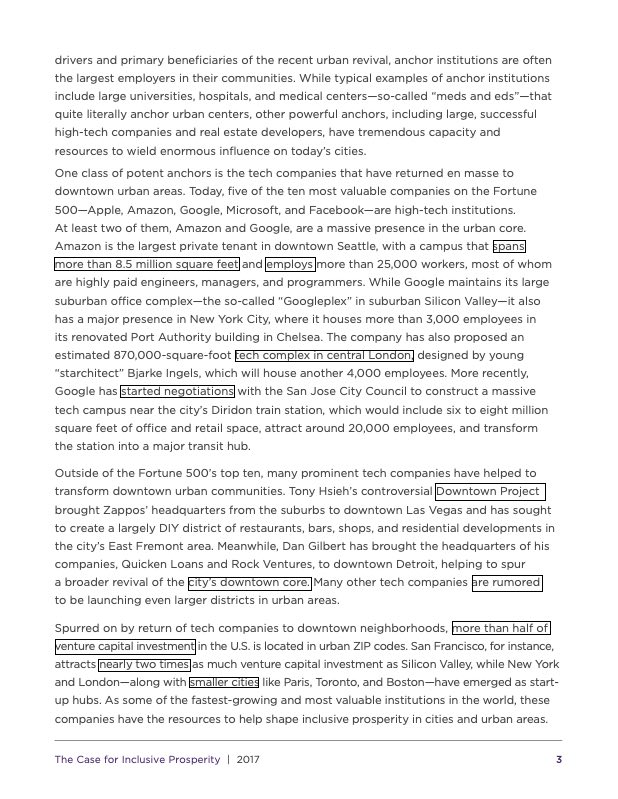 drivers and primary beneficiaries of the recent urban revival, anchor institutions are often
the largest employers in their communities. While typical examples of anchor institutions
include large universities, hospitals, and medical centers—so-called “meds and eds”—that
quite literally anchor urban centers, other powerful anchors, including large, successful
high-tech companies and real estate developers, have tremendous capacity and
resources to wield enormous influence on today’s cities.
One class of potent anchors is the tech companies that have returned en masse to
downtown urban areas. Today, five of the ten most valuable companies on the Fortune
500—Apple, Amazon, Google, Microsoft, and Facebook—are high-tech institutions.
At least two of them, Amazon and Google, are a massive presence in the urban core.
Amazon is the largest private tenant in downtown Seattle, with a campus that spans
more than 8.5 million square feet and employs more than 25,000 workers, most of whom
are highly paid engineers, managers, and programmers. While Google maintains its large
suburban office complex—the so-called “Googleplex” in suburban Silicon Valley—it also
has a major presence in New York City, where it houses more than 3,000 employees in
its renovated Port Authority building in Chelsea. The company has also proposed an
estimated 870,000-square-foot tech complex in central London, designed by young
“starchitect” Bjarke Ingels, which will house another 4,000 employees. More recently,
Google has started negotiations with the San Jose City Council to construct a massive
tech campus near the city’s Diridon train station, which would include six to eight million
square feet of office and retail space, attract around 20,000 employees, and transform
the station into a major transit hub.
Outside of the Fortune 500’s top ten, many prominent tech companies have helped to
transform downtown urban communities. Tony Hsieh’s controversial Downtown Project
brought Zappos’ headquarters from the suburbs to downtown Las Vegas and has sought
to create a largely DIY district of restaurants, bars, shops, and residential developments in
the city’s East Fremont area. Meanwhile, Dan Gilbert has brought the headquarters of his
companies, Quicken Loans and Rock Ventures, to downtown Detroit, helping to spur
a broader revival of the city’s downtown core. Many other tech companies are rumored
to be launching even larger districts in urban areas.
Spurred on by return of tech companies to downtown neighborhoods, more than half of
venture capital investment in the U.S. is located in urban ZIP codes. San Francisco, for instance,
attracts nearly two times as much venture capital investment as Silicon Valley, while New York
and London—along with smaller cities like Paris, Toronto, and Boston—have emerged as start-
up hubs. As some of the fastest-growing and most valuable institutions in the world, these
companies have the resources to help shape inclusive prosperity in cities and urban areas.
The Case for Inclusive Prosperity | 2017 3